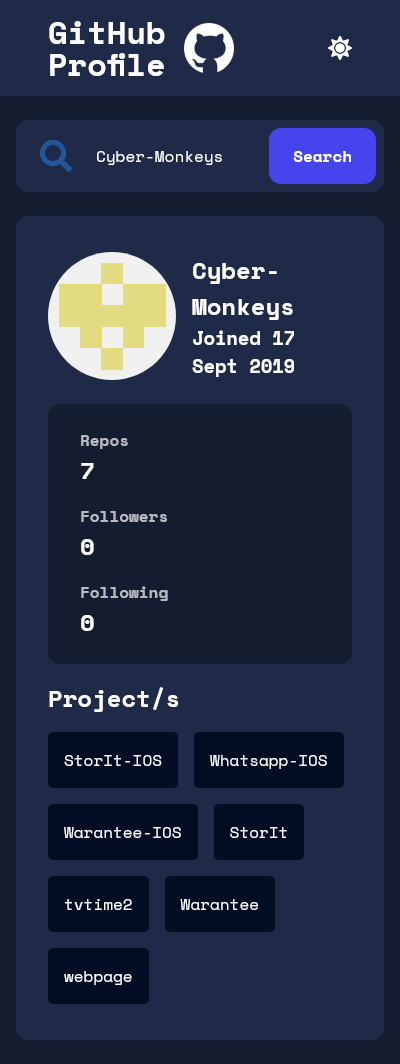 GitHub
Profile
Cyber-Monkeys
Search
Cyber-
Monkeys
Joined 17
Sept 2019
Repos
7
Followers
0
Following
0
Project/s
StorIt-IOS
Whatsapp-IOS
Warantee-IOS
StorIt
tvtime2
Warantee
webpage